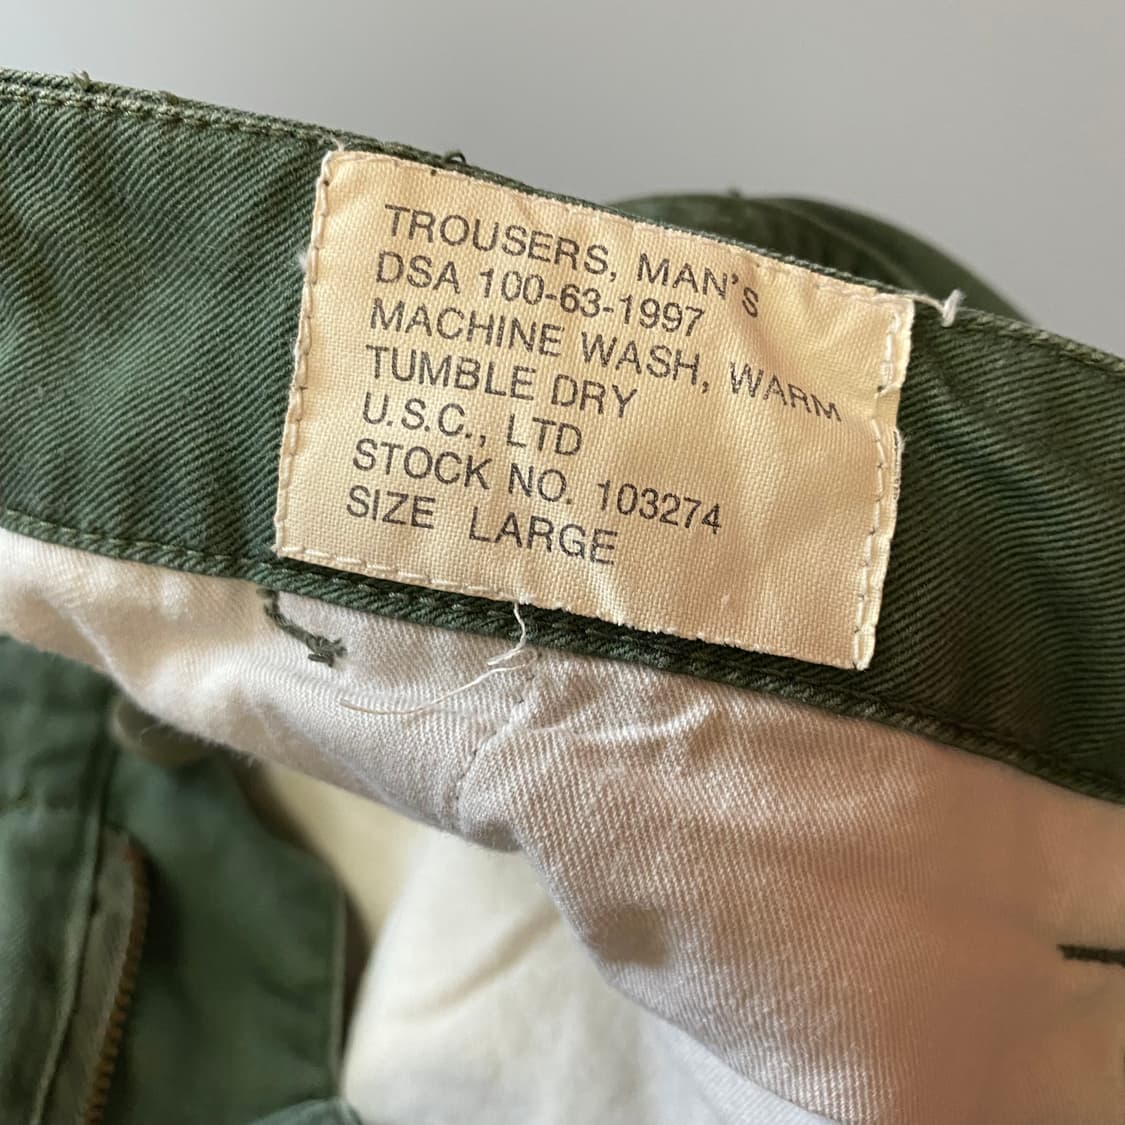 TROUSERS, MAN'S
DSA 100-63-1997
MACHINE WASH, WARM
TUMBLE DRY
U.S.C., LTD
STOCK NO. 103274
SIZE LARGE